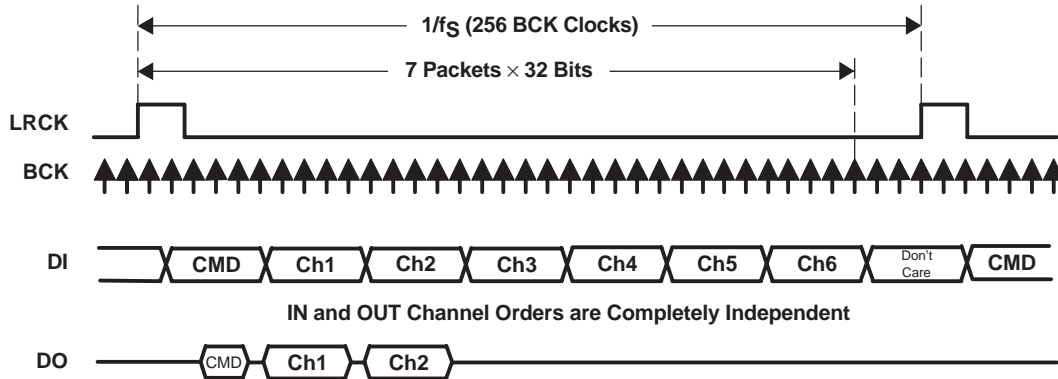 1/fS (256 BCK Clocks)
7 Packets × 32 Bits
LRCK
BCK
DI CMD Ch1 Ch2 Ch3 Ch4 Ch5 Ch6 Don't Care CMD
IN and OUT Channel Orders are Completely Independent
DO CMD Ch1 Ch2